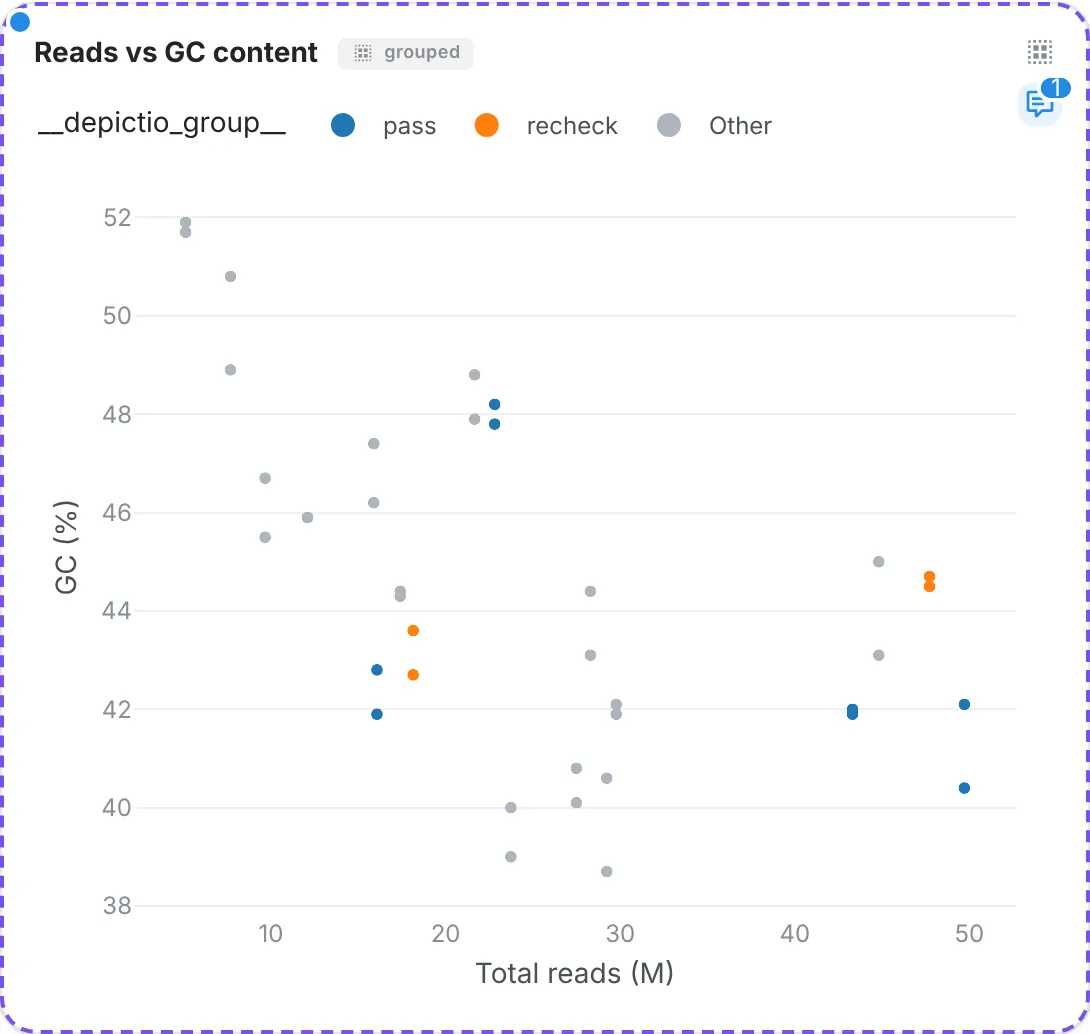 Reads vs GC content grouped
1
__depictio_group__ pass recheck Other
52
50
48
46
44
42
40
38
GC (%)
10 20 30 40 50
Total reads (M)